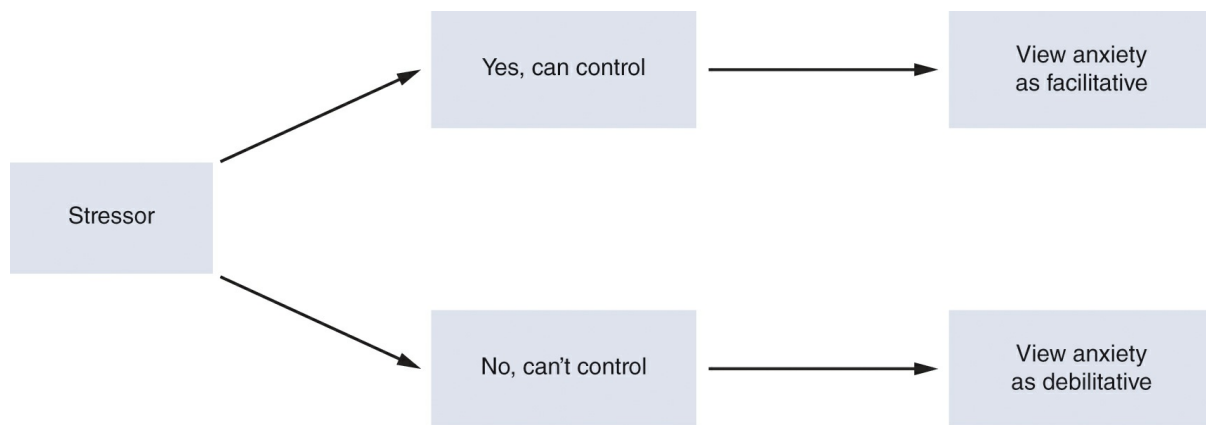 Yes, can control
View anxiety
as facilitative
Stressor
No, can't control
View anxiety
as debilitative